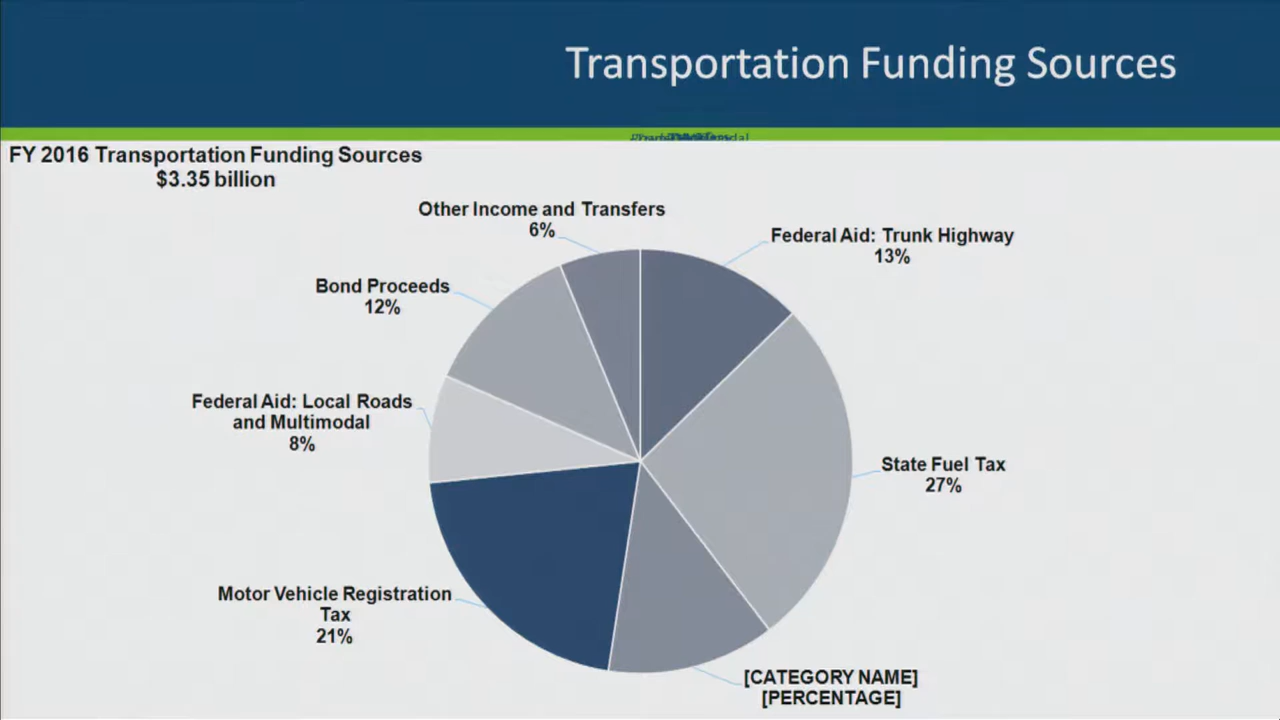 Transportation Funding Sources
FY 2016 Transportation Funding Sources
$3.35 billion
Other Income and Transfers
6%
Federal Aid: Trunk Highway
13%
Bond Proceeds
12%
Federal Aid: Local Roads
and Multimodal
8%
State Fuel Tax
27%
Motor Vehicle Registration
Tax
21%
[CATEGORY NAME]
[PERCENTAGE]